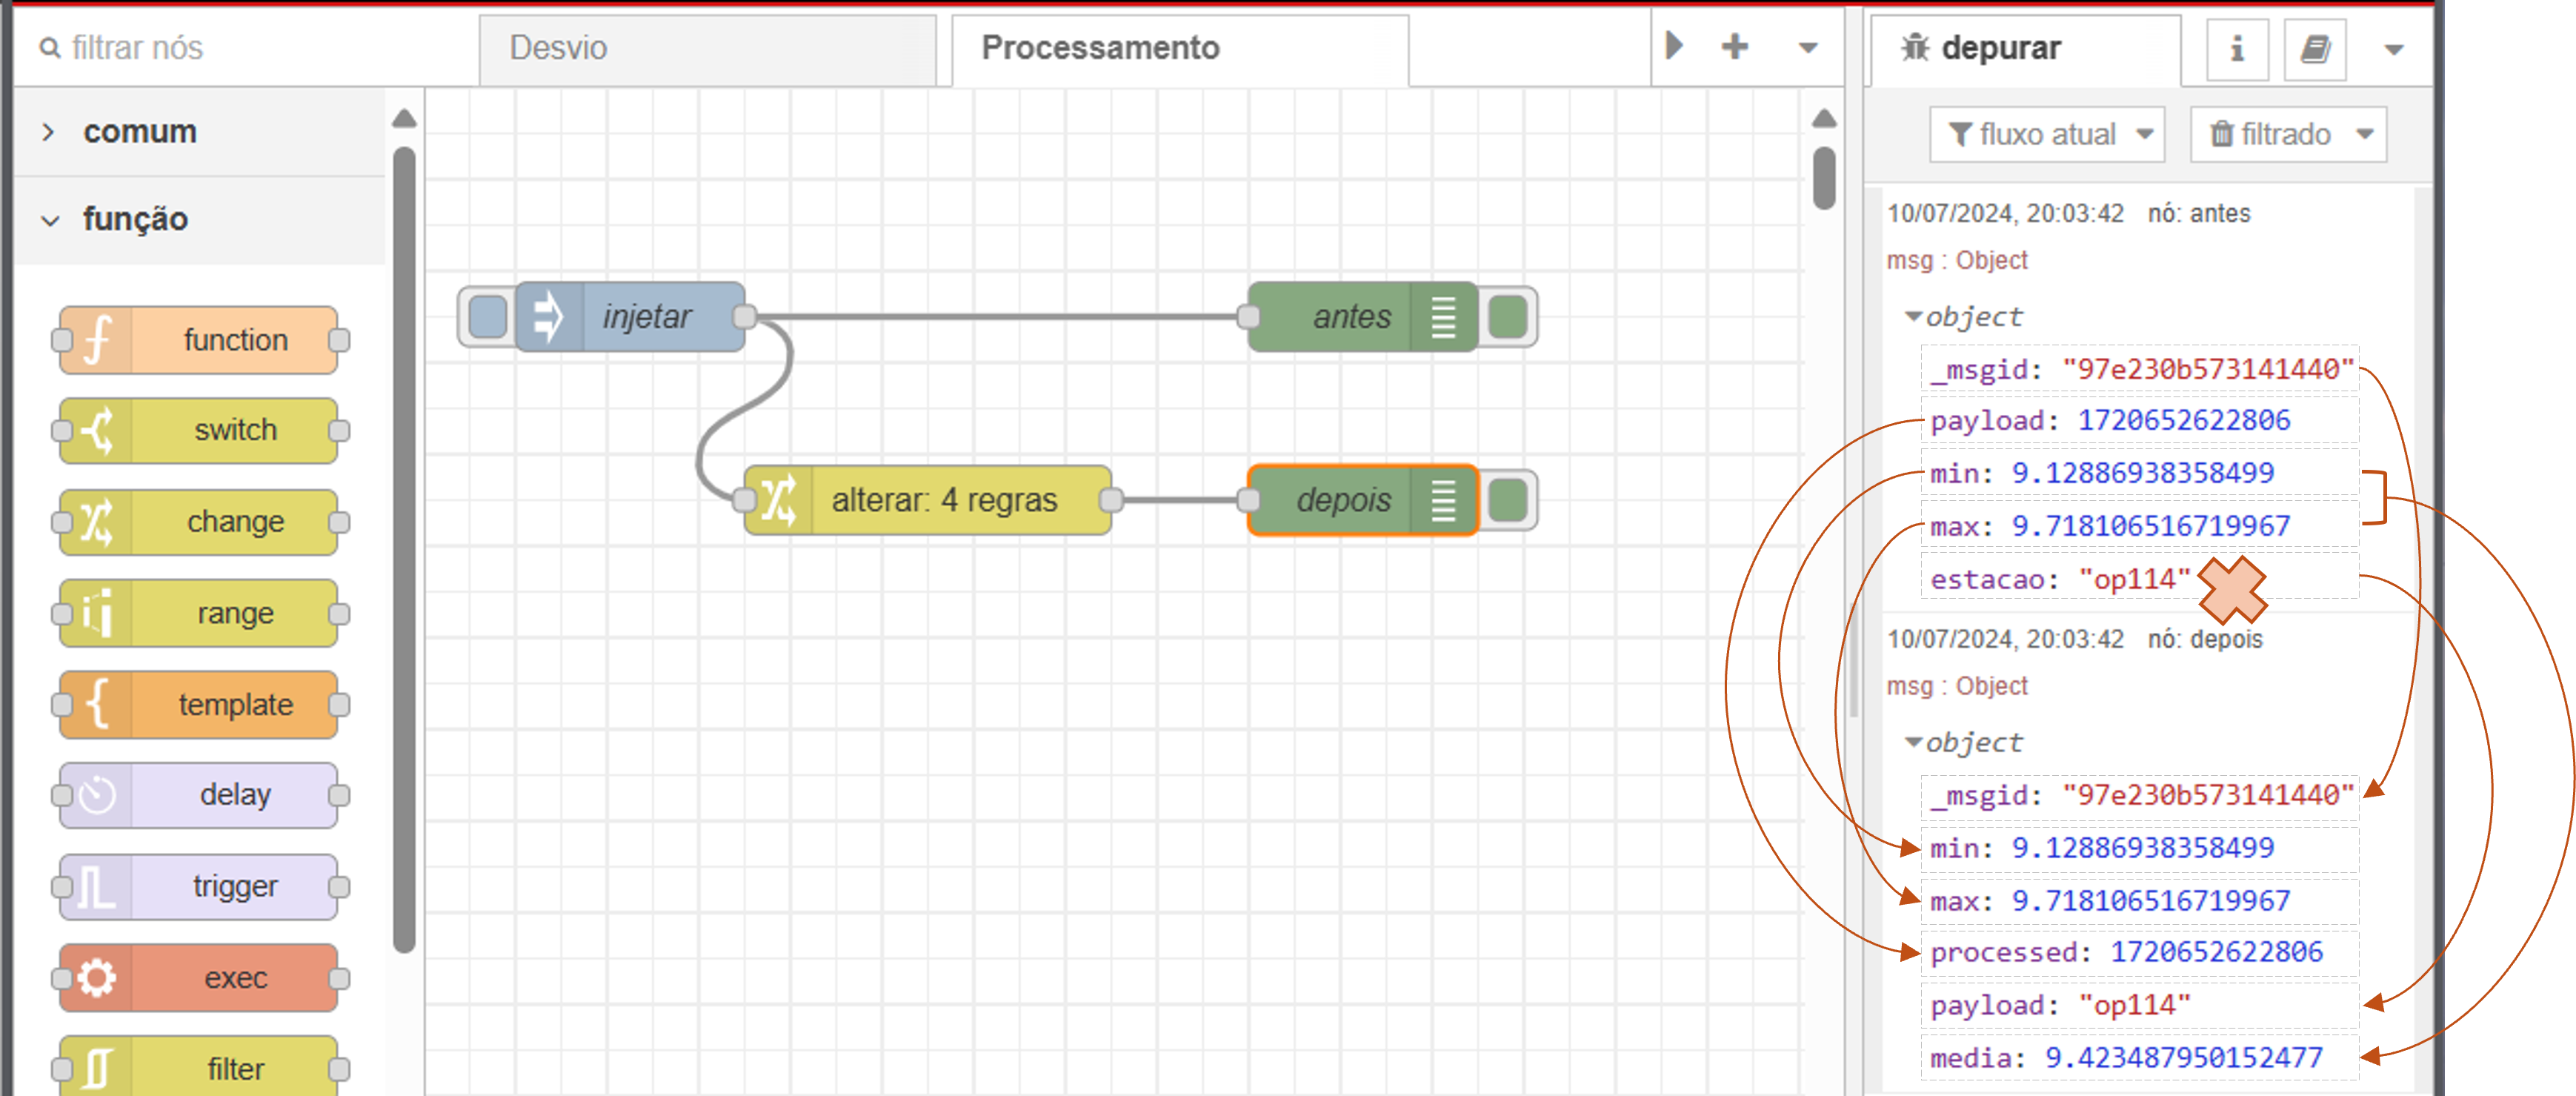 filtrar nós
Desvio
Processamento
depurar
i
comum
função
function
switch
change
range
template
delay
trigger
exec
filter
injetar
antes
alterar: 4 regras
depois
fluxo atual
filtrado
10/07/2024, 20:03:42 nó: antes
msg : Object
object
_msgid: "97e230b573141440"
payload: 1720652622806
min: 9.12886938358499
max: 9.718106516719967
estacao: "op114"
10/07/2024, 20:03:42 nó: depois
msg : Object
object
_msgid: "97e230b573141440"
min: 9.12886938358499
max: 9.718106516719967
processed: 1720652622806
payload: "op114"
media: 9.423487950152477